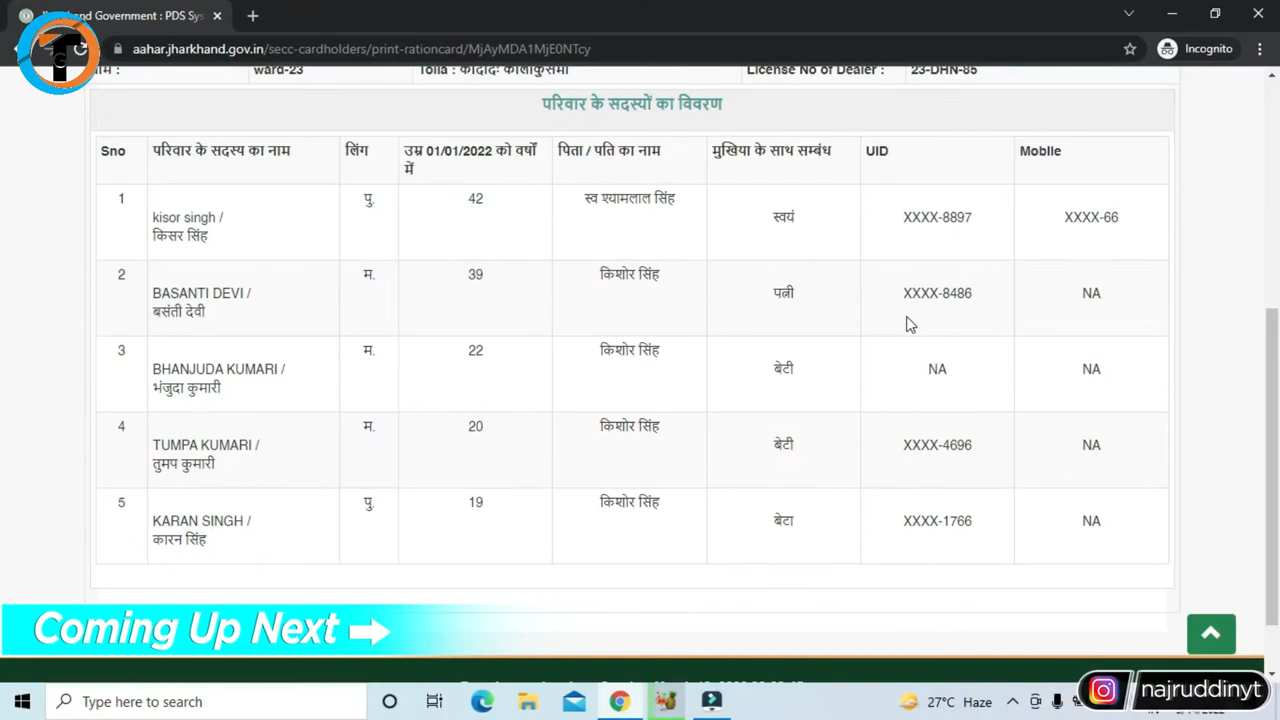 Jharkhand Government : PDS Sys
T
G
aahar.jharkhand.gov.in/secc-cardholders/print-rationcard/MjAyMDA1MjE0NTcy
Incognito
ward-23 Tolla : License No of Dealer : 23-DHN-85
परिवार के सदस्यों का विवरण
Sno परिवार के सदस्य का नाम लिंग उम्र 01/01/2022 को वर्षों पिता / पति का नाम मुखिया के साथ सम्बंध UID Moblle
में
1 पु. 42 स्व श्यामलाल सिंह
kisor singh / स्वयं XXXX-8897 XXXX-66
किसर सिंह
2 म. 39 किशोर सिंह
BASANTI DEVI / पत्नी XXXX-8486 NA
बसंती देवी
3 म. 22 किशोर सिंह
BHANJUDA KUMARI / बेटी NA NA
भंजुदा कुमारी
4 म. 20 किशोर सिंह
TUMPA KUMARI / बेटी XXXX-4696 NA
तुमप कुमारी
5 पु. 19 किशोर सिंह
KARAN SINGH / बेटा XXXX-1766 NA
कारन सिंह
Coming Up Next
Type here to search
27°C Haze
najruddinyt